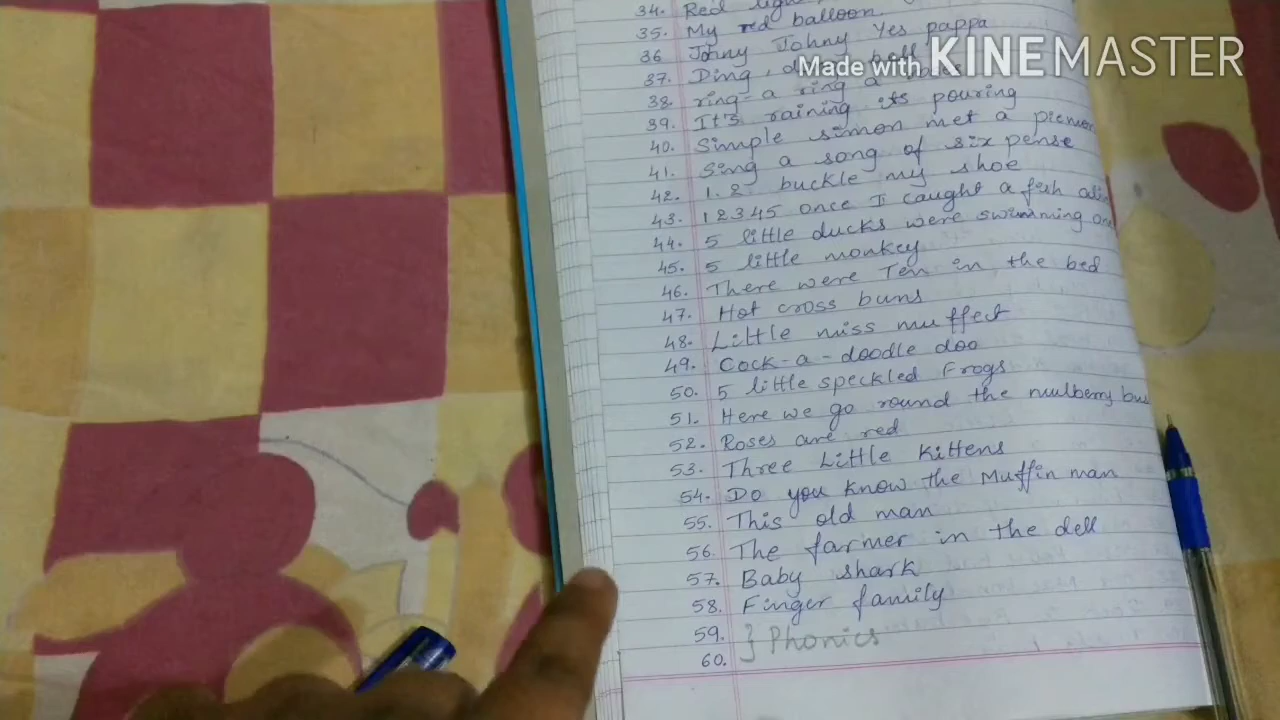 34. Red light
35. My red balloon
36 Johny Johny Yes pappa
37. Ding, dong bell
Made with KINEMASTER
38. ring-a ring a
39. It's raining its pouring
40. Simple simon met a piemen
41. Sing a song of six pense
42. 1. 2. buckle my shoe
43. 12345 once I caught a fish alive
44. 5 little ducks were swimming one
45. 5 little monkey
46. There were Ten in the bed
47. Hot cross buns
48. Little miss muffect
49. Cock-a-doodle doo
50. 5 little speckled Frogs
51. Here we go round the mulberry bus
52. Roses are red
53. Three Little Kittens
54. Do you know the Muffin man
55. This old man
56. The farmer in the dell
57. Baby shark
58. Finger family
59. } Phonics
60.